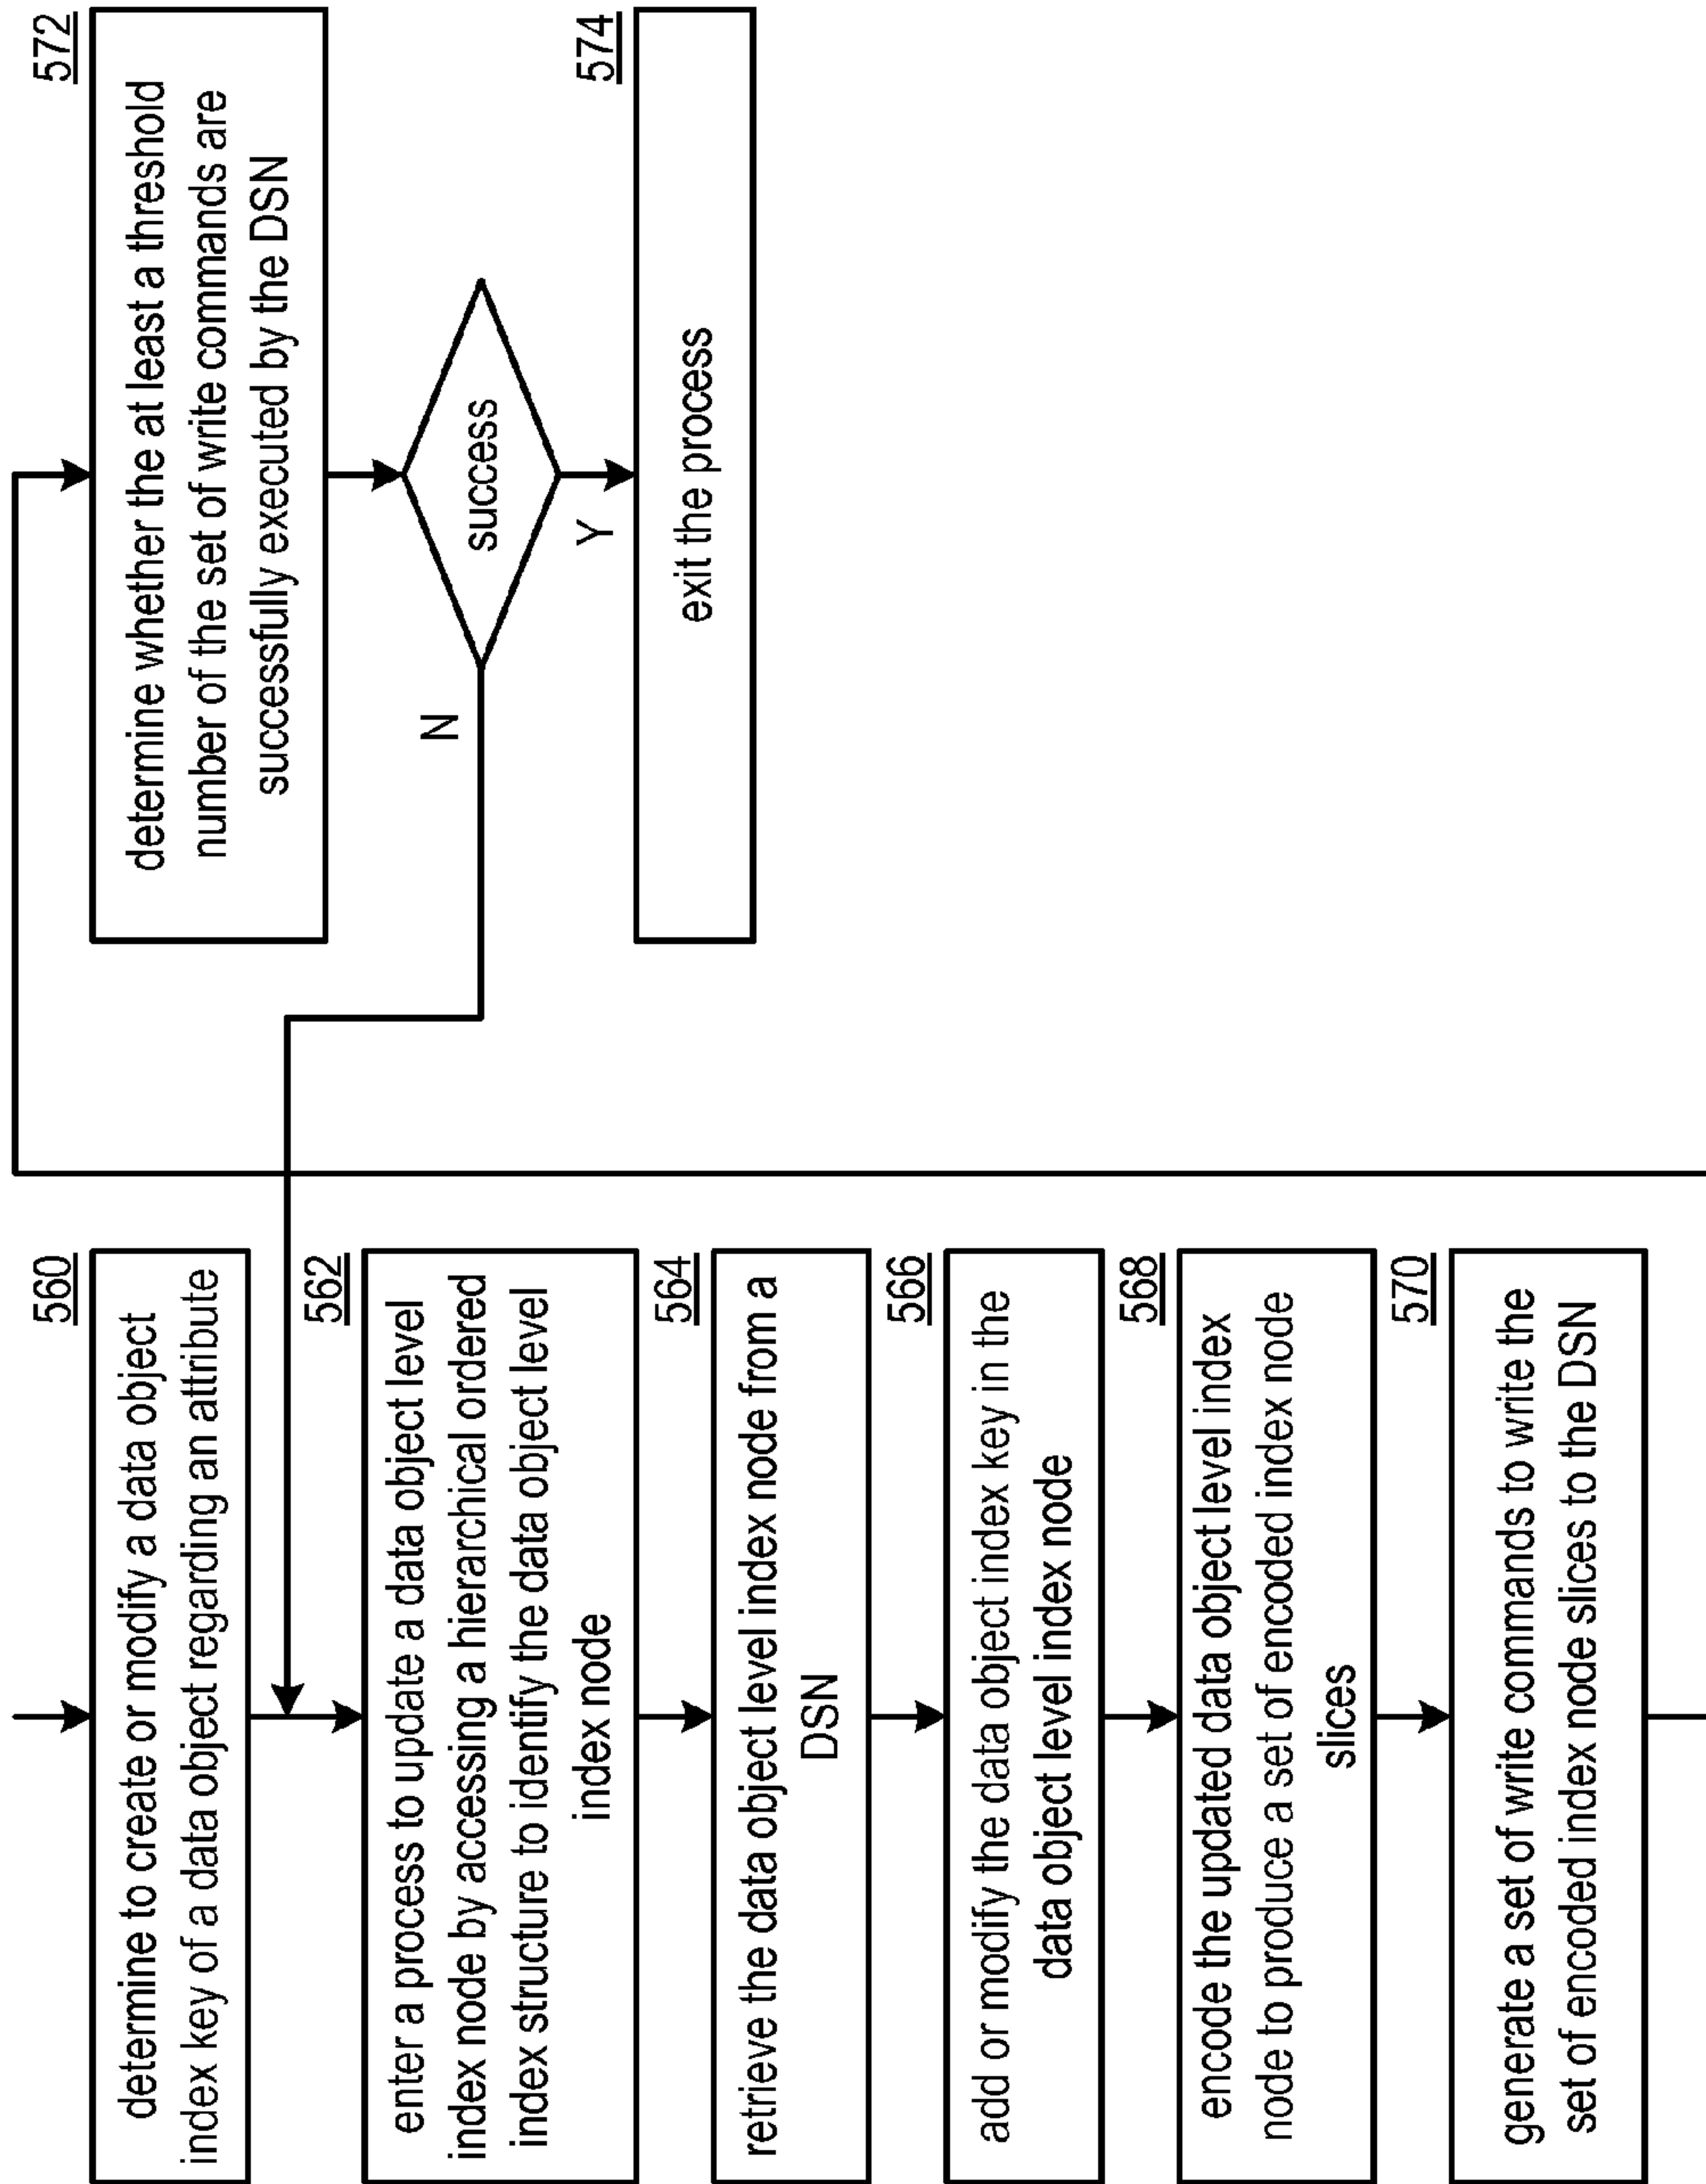 560
determine to create or modify a data object
index key of a data object regarding an attribute
562
enter a process to update a data object level
index node by accessing a hierarchical ordered
index structure to identify the data object level
index node
564
retrieve the data object level index node from a
DSN
566
add or modify the data object index key in the
data object level index node
568
encode the updated data object level index
node to produce a set of encoded index node
slices
570
generate a set of write commands to write the
set of encoded index node slices to the DSN
572
determine whether the at least a threshold
number of the set of write commands are
successfully executed by the DSN
success
N
Y
574
exit the process